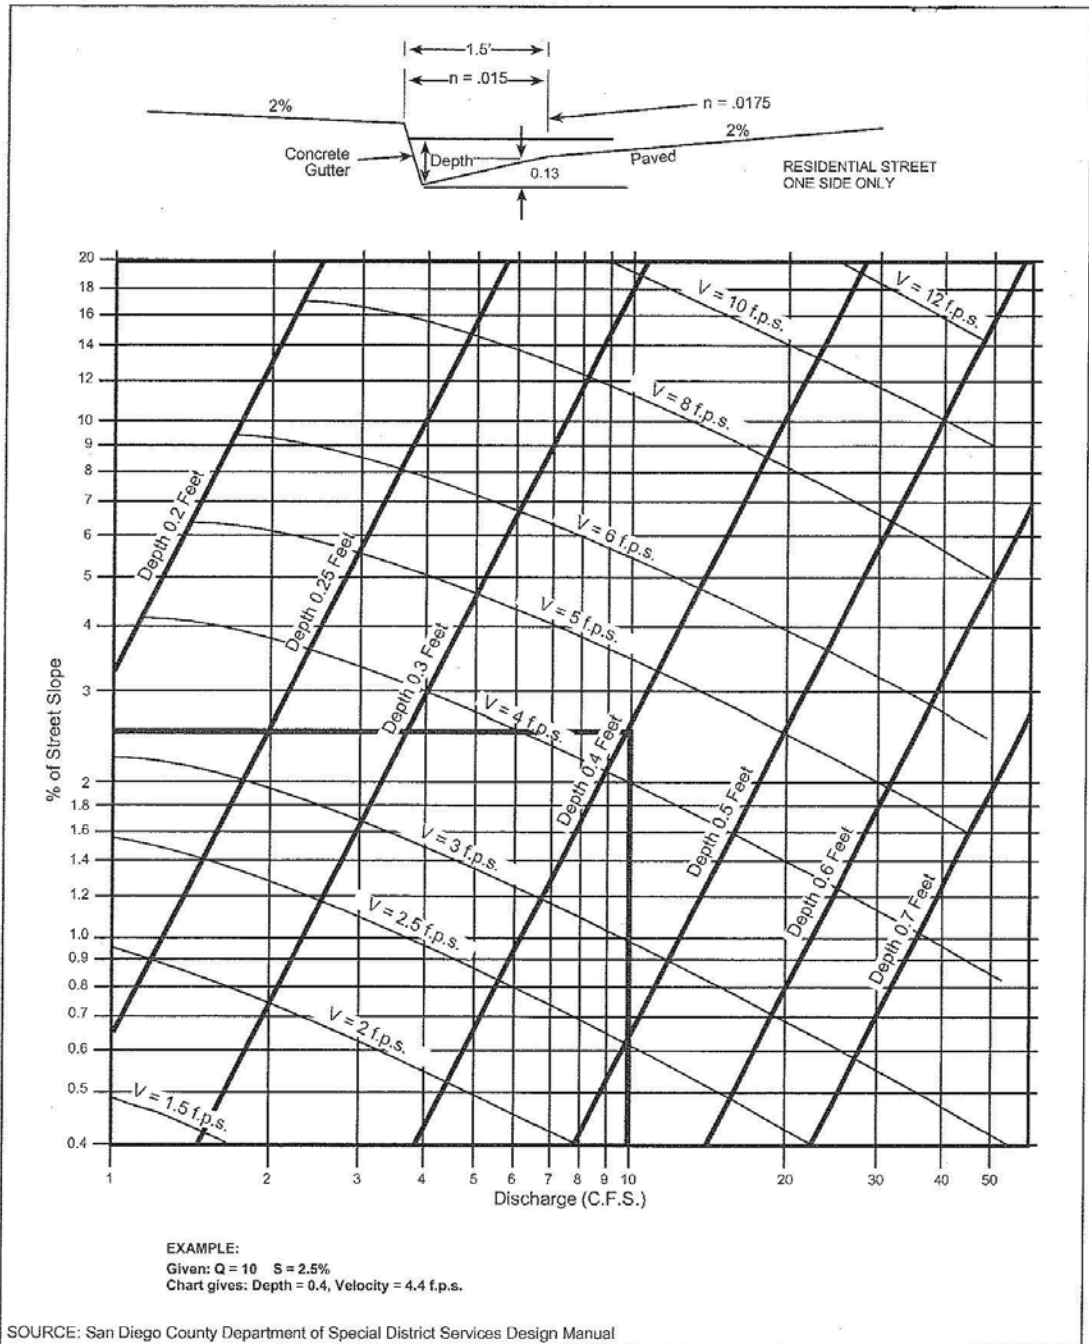 1.5'
n = .015
n = .0175
2%
2%
Concrete
Gutter
Depth
0.13
Paved
RESIDENTIAL STREET
ONE SIDE ONLY
% of Street Slope
20
18
16
14
12
10
9
8
7
6
5
4
3
2
1.8
1.6
1.4
1.2
1.0
0.9
0.8
0.7
0.6
0.5
0.4
V = 12 f.p.s.
V = 10 f.p.s.
V = 8 f.p.s.
V = 6 f.p.s.
V = 5 f.p.s.
V = 4 f.p.s.
V = 3 f.p.s.
V = 2.5 f.p.s.
V = 2 f.p.s.
V = 1.5 f.p.s.
Depth 0.2 Feet
Depth 0.25 Feet
Depth 0.3 Feet
Depth 0.4 Feet
Depth 0.5 Feet
Depth 0.6 Feet
Depth 0.7 Feet
1 2 3 4 5 6 7 8 9 10 20 30 40 50
Discharge (C.F.S.)
EXAMPLE:
Given: Q = 10 S = 2.5%
Chart gives: Depth = 0.4, Velocity = 4.4 f.p.s.
SOURCE: San Diego County Department of Special District Services Design Manual